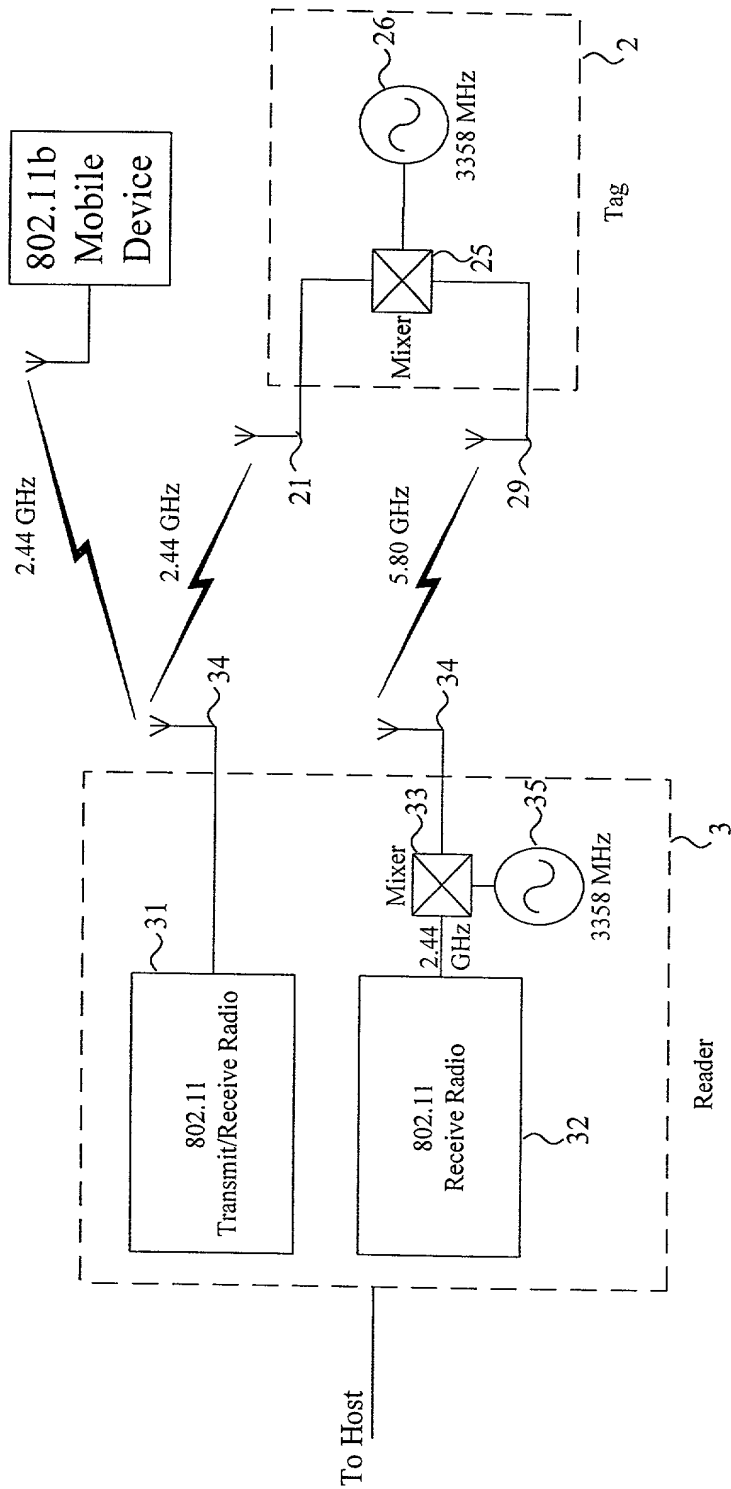 802.11b
Mobile
Device
2.44 GHz
2.44 GHz
5.80 GHz
26
3358 MHz
25
Mixer
21
29
2
Tag
34
34
31
802.11
Transmit/Receive Radio
33
Mixer
35
3358 MHz
2.44
GHz
802.11
Receive Radio
32
3
Reader
To Host